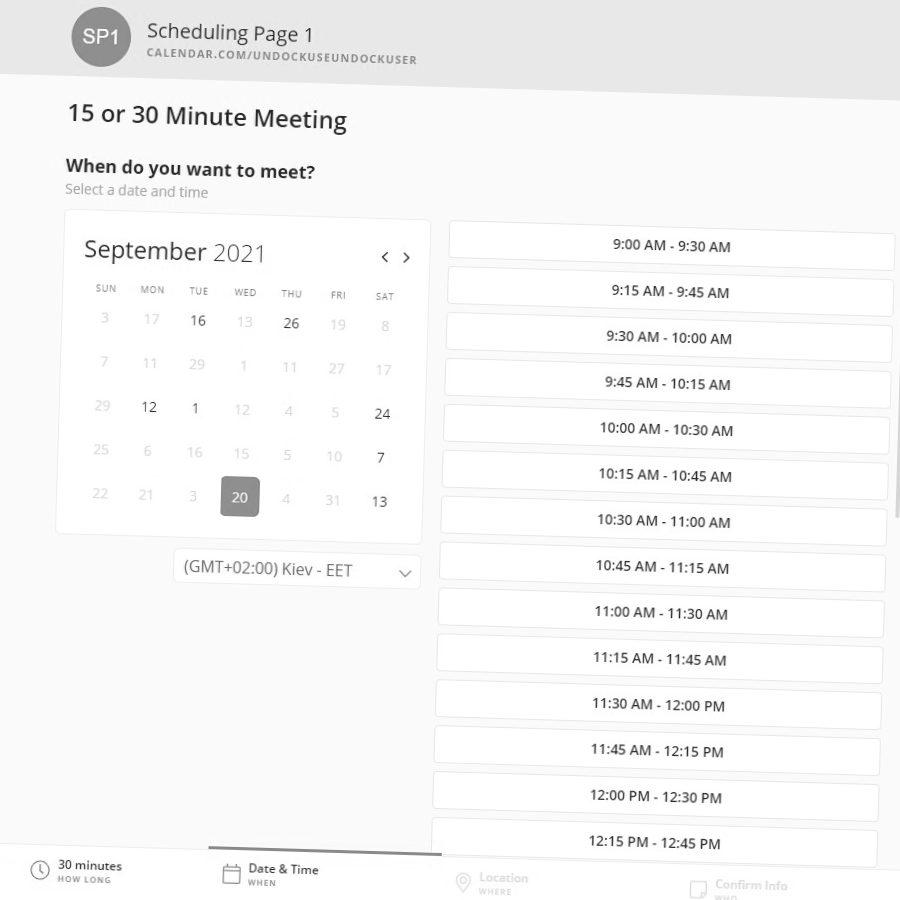 SP1
Scheduling Page 1
CALENDAR.COM/UNDOCKUSEUNDOCKUSER
15 or 30 Minute Meeting
When do you want to meet?
Select a date and time
September 2021
SUN MON TUE WED THU FRI SAT
3 17 16 13 26 19 8
7 11 29 1 11 27 17
29 12 1 12 4 5 24
25 6 16 15 5 10 7
22 21 3 20 4 31 13
(GMT+02:00) Kiev - EET
9:00 AM - 9:30 AM
9:15 AM - 9:45 AM
9:30 AM - 10:00 AM
9:45 AM - 10:15 AM
10:00 AM - 10:30 AM
10:15 AM - 10:45 AM
10:30 AM - 11:00 AM
10:45 AM - 11:15 AM
11:00 AM - 11:30 AM
11:15 AM - 11:45 AM
11:30 AM - 12:00 PM
11:45 AM - 12:15 PM
12:00 PM - 12:30 PM
12:15 PM - 12:45 PM
30 minutes
HOW LONG
Date & Time
WHEN
Location
WHERE
Confirm Info
WHO